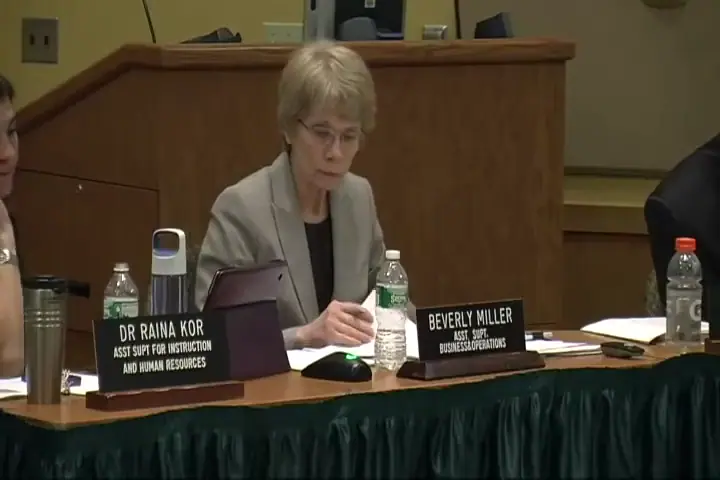 DR RAINA KOR
ASST SUPT FOR INSTRUCTION
AND HUMAN RESOURCES
BEVERLY MILLER
ASST. SUPT.
BUSINESS&OPERATIONS